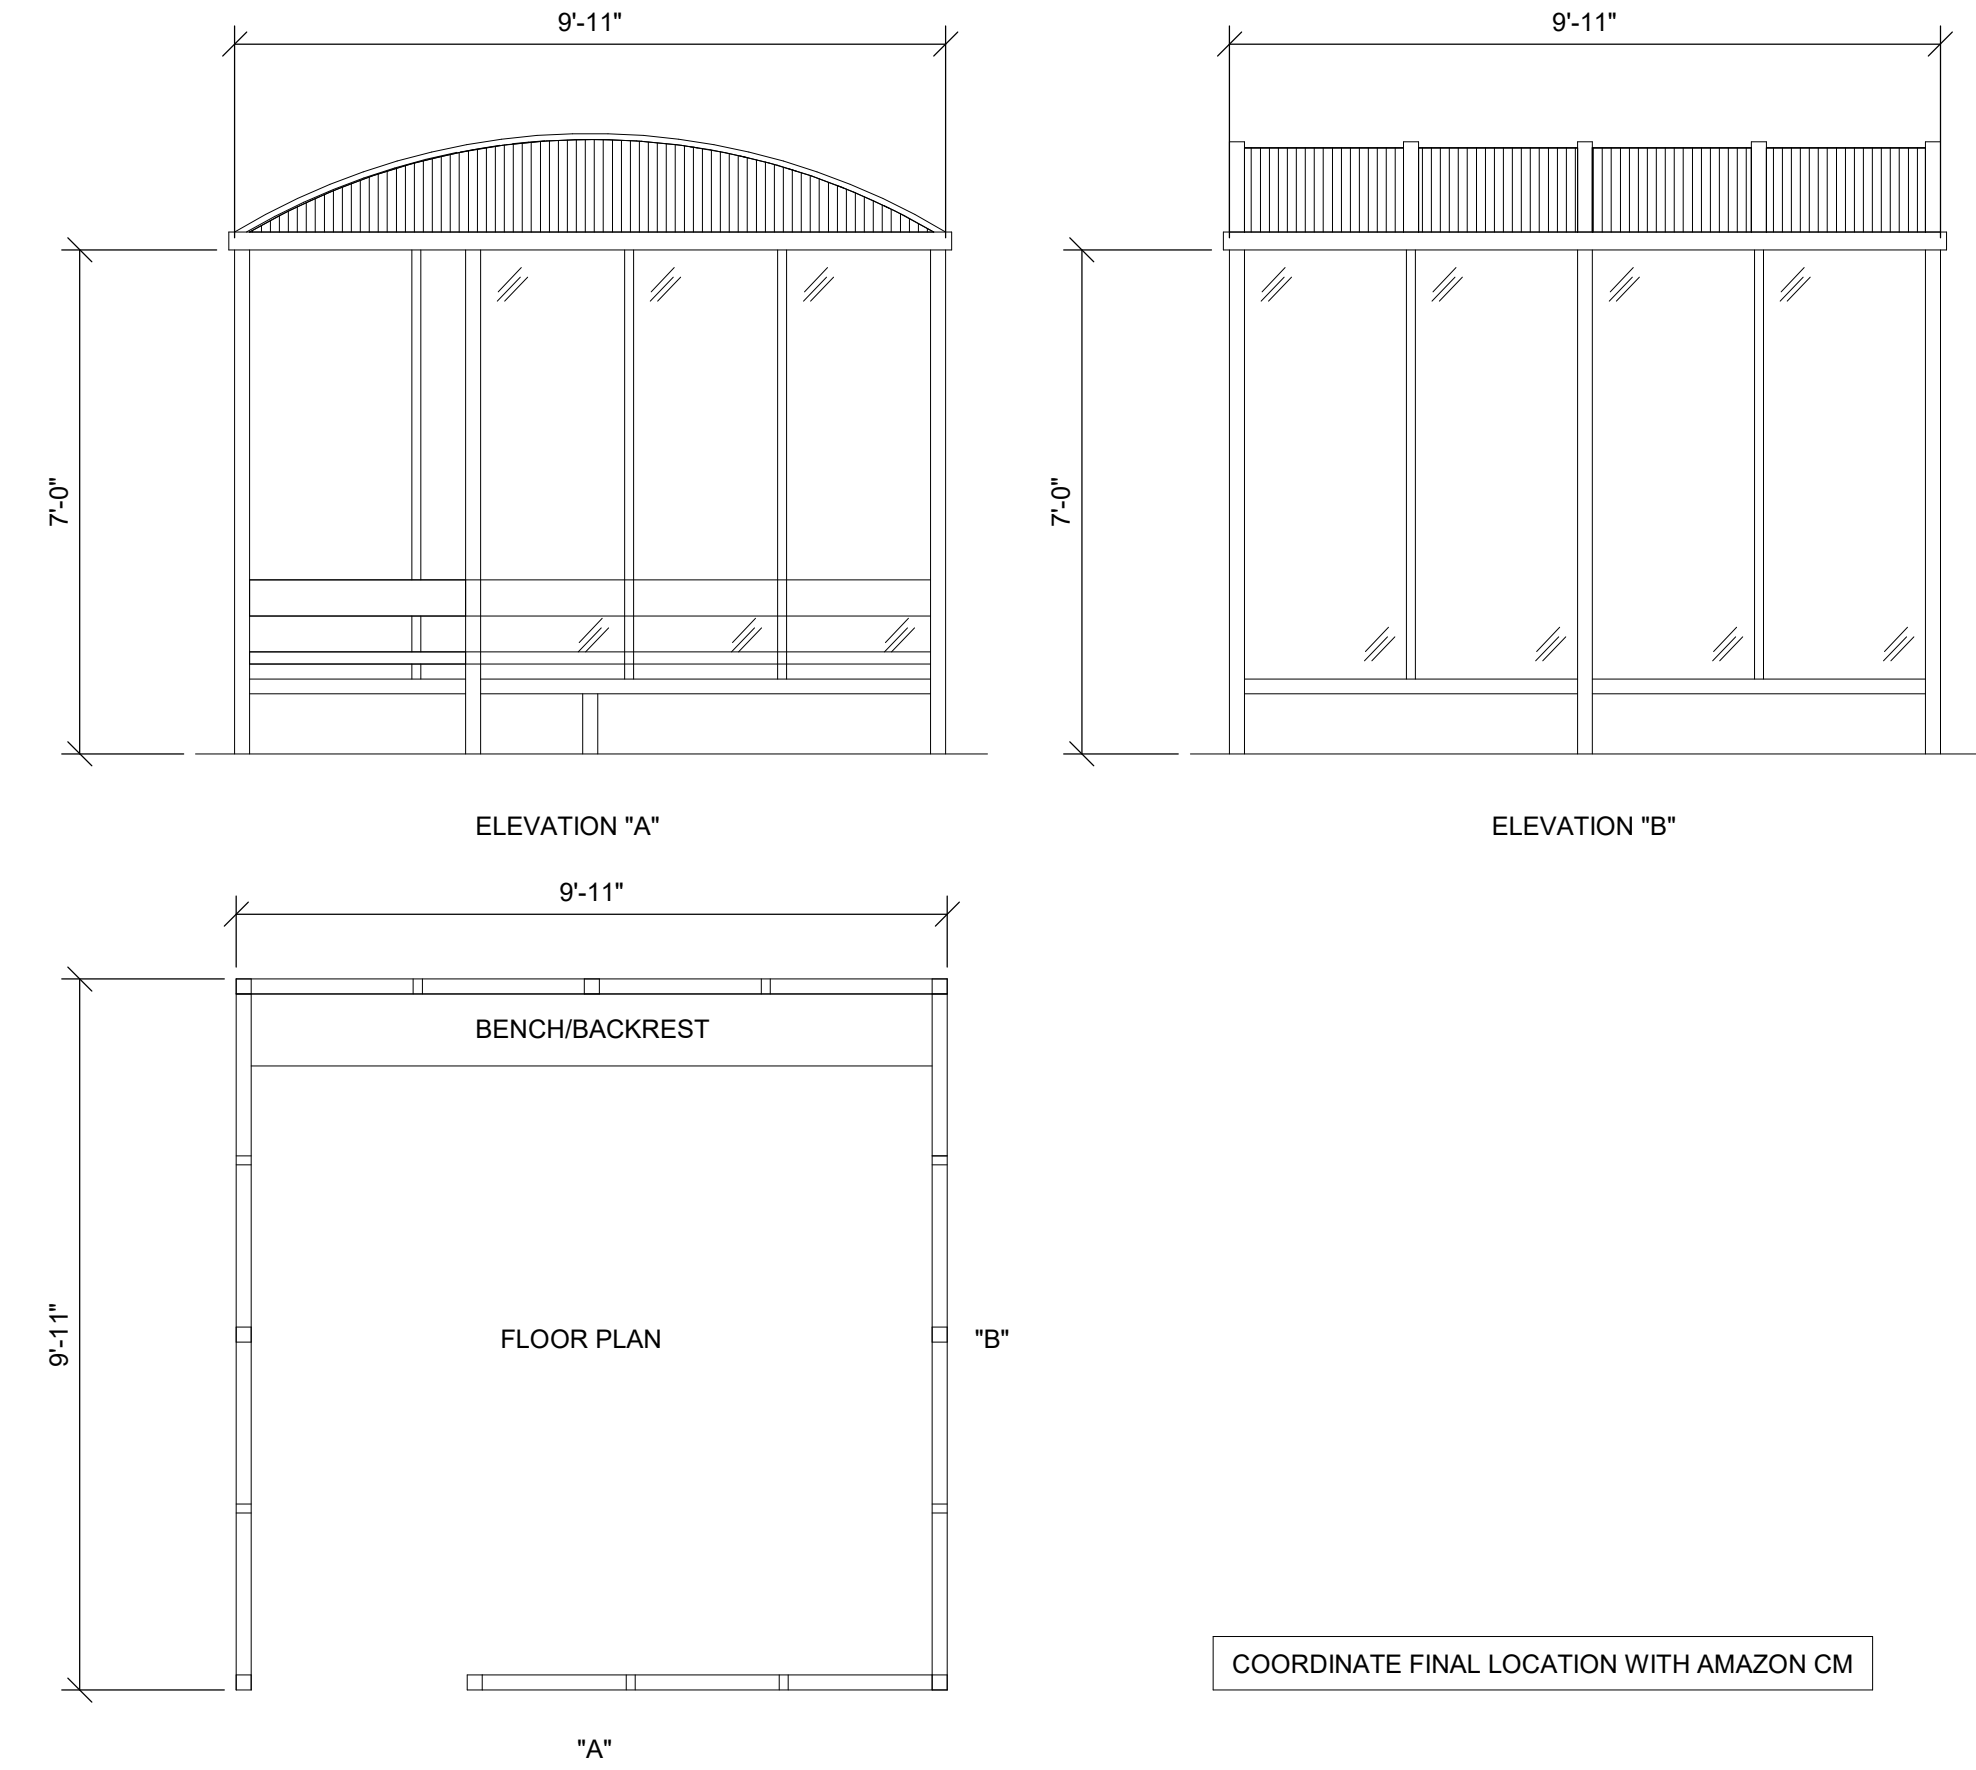 9'-11"
9'-11"
7'-0"
7'-0"
ELEVATION "A"
ELEVATION "B"
9'-11"
BENCH/BACKREST
9'-11"
FLOOR PLAN
"B"
COORDINATE FINAL LOCATION WITH AMAZON CM
"A"